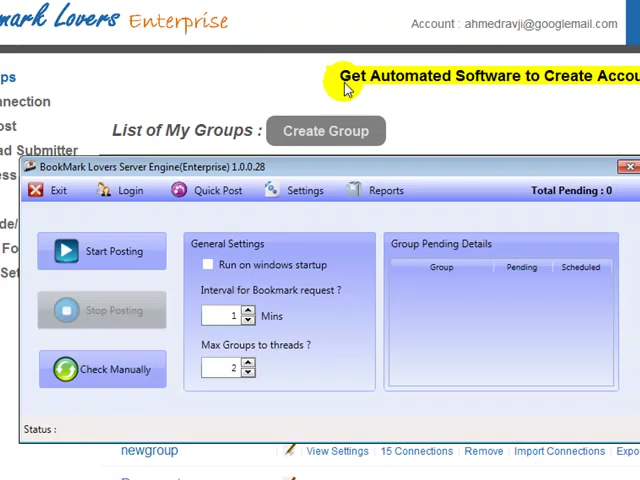 mark Lovers Enterprise
Account : ahmedravji@googlemail.com
ps
Get Automated Software to Create Accou
nnection
ost
List of My Groups : Create Group
ad Submitter
ess
BookMark Lovers Server Engine(Enterprise) 1.0.0.28
Exit Login Quick Post Settings Reports Total Pending : 0
de/
Fo
Set
Start Posting
Stop Posting
Check Manually
General Settings
Run on windows startup
Interval for Bookmark request ?
1 Mins
Max Groups to threads ?
2
Group Pending Details
Group Pending Scheduled
Status :
newgroup View Settings 15 Connections Remove Import Connections Expo